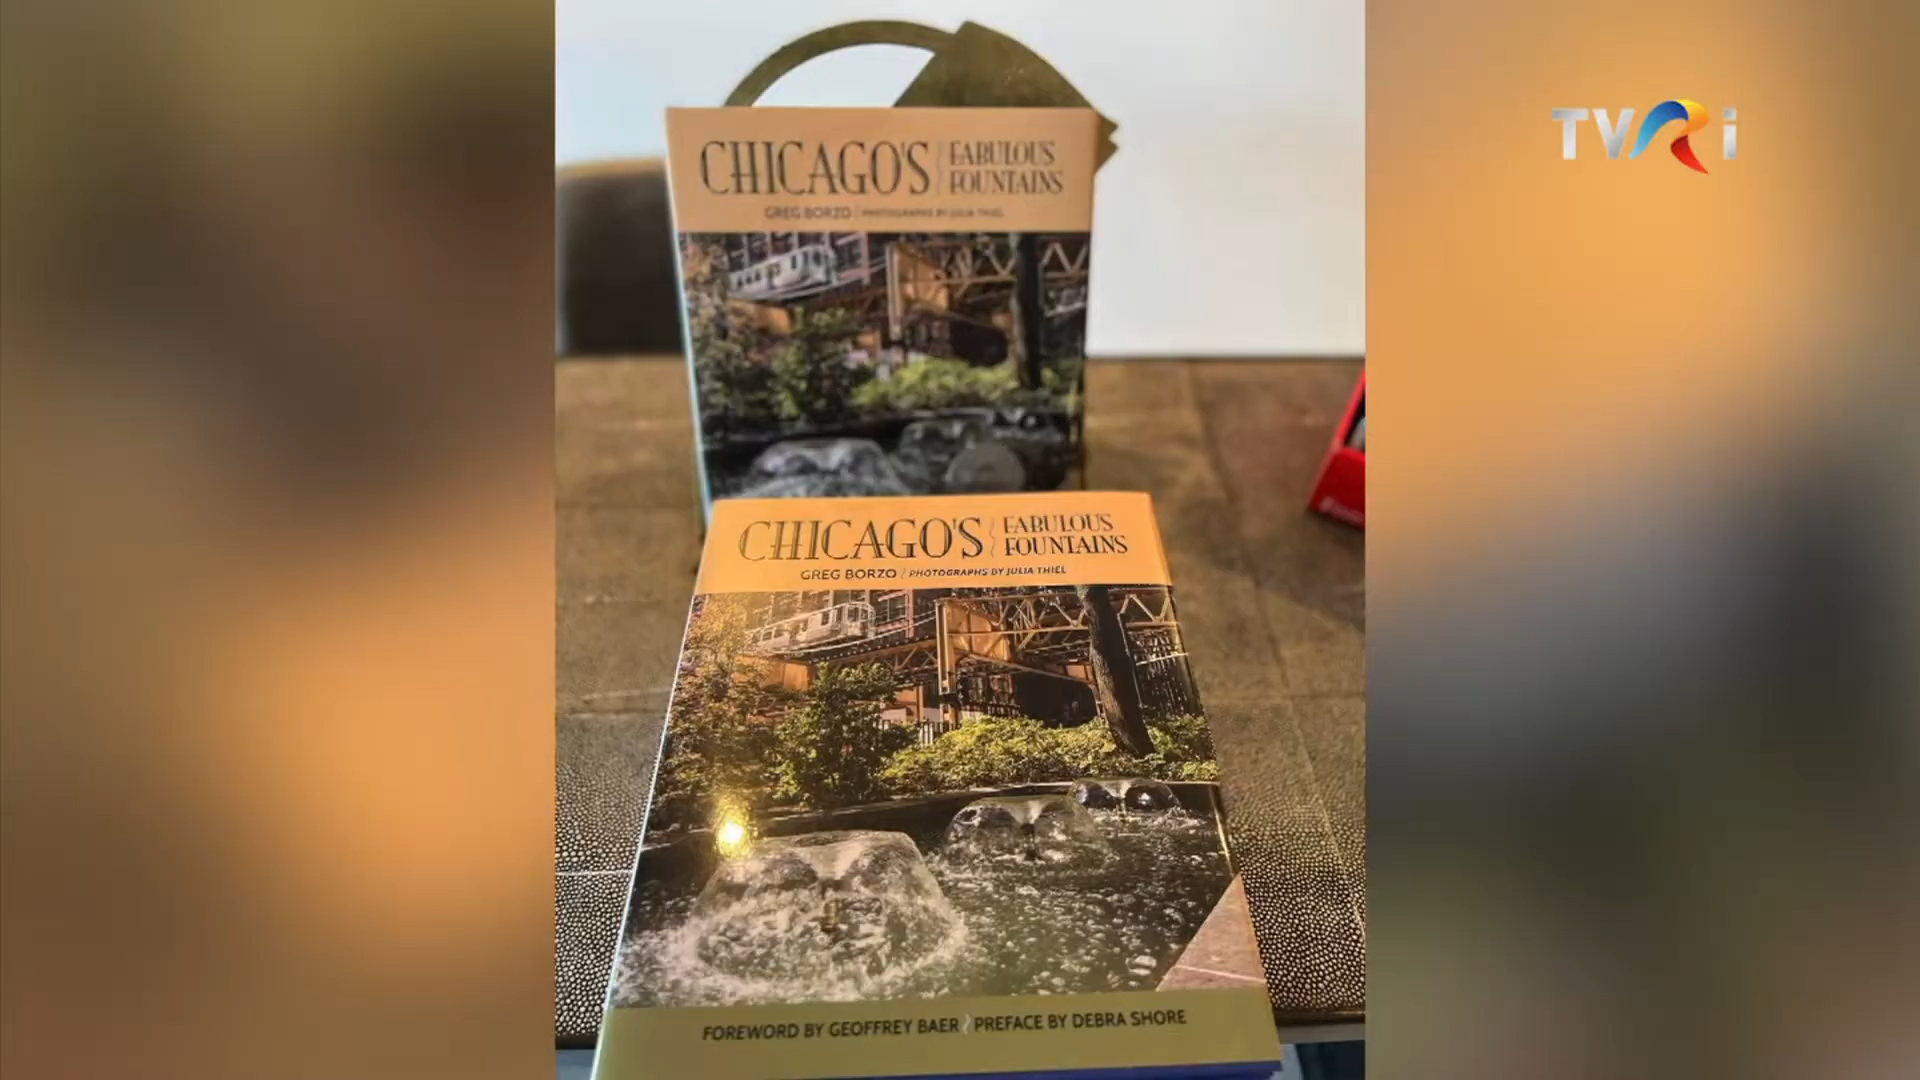 TVRi
CHICAGO'S FABULOUS FOUNTAINS
GREG BORZO PHOTOGRAPHS BY JULIA THIEL
CHICAGO'S FABULOUS FOUNTAINS
GREG BORZO PHOTOGRAPHS BY JULIA THIEL
FOREWORD BY GEOFFREY BAER PREFACE BY DEBRA SHORE